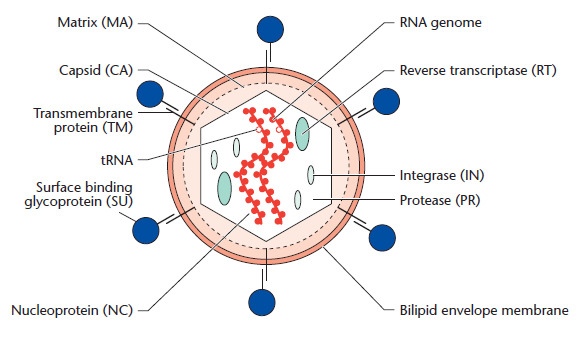 Matrix (MA)
Capsid (CA)
Transmembrane
protein (TM)
tRNA
Surface binding
glycoprotein (SU)
Nucleoprotein (NC)
RNA genome
Reverse transcriptase (RT)
Integrase (IN)
Protease (PR)
Bilipid envelope membrane